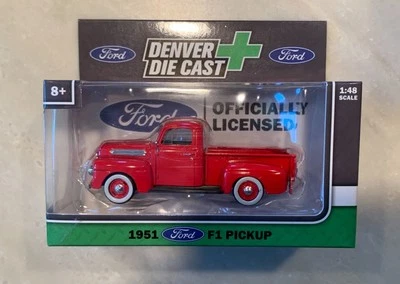 DENVER
DIE CAST
Ford
Ford
8+
1:48
SCALE
Ford
OFFICIALLY
LICENSED
1951 Ford F1 PICKUP